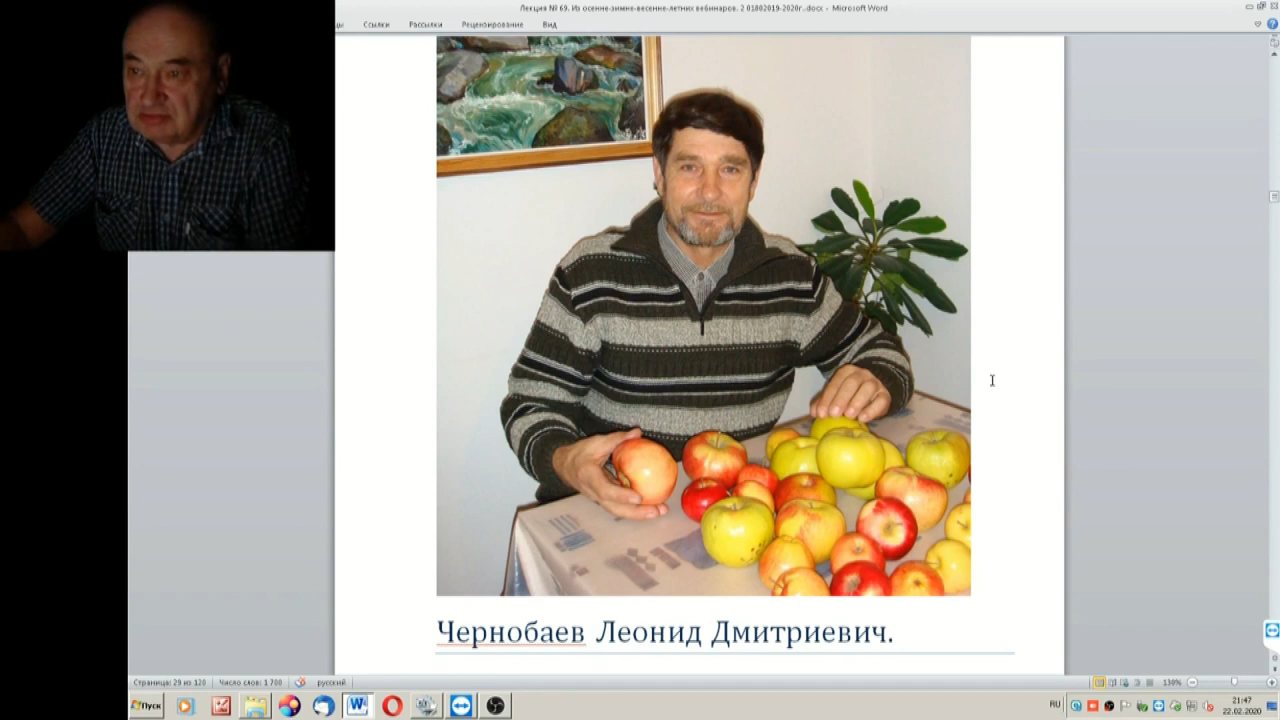 Лекция № 69. Из осенне-зимне-весенне-летних вебинаров. 2 01082019-2020г..docx - Microsoft Word
Ссылки Рассылки Рецензирование Вид
Чернобаев Леонид Дмитриевич.
Страница: 29 из 120 Число слов: 1 700 русский 130%
Пуск RU 21:47
22.02.2020